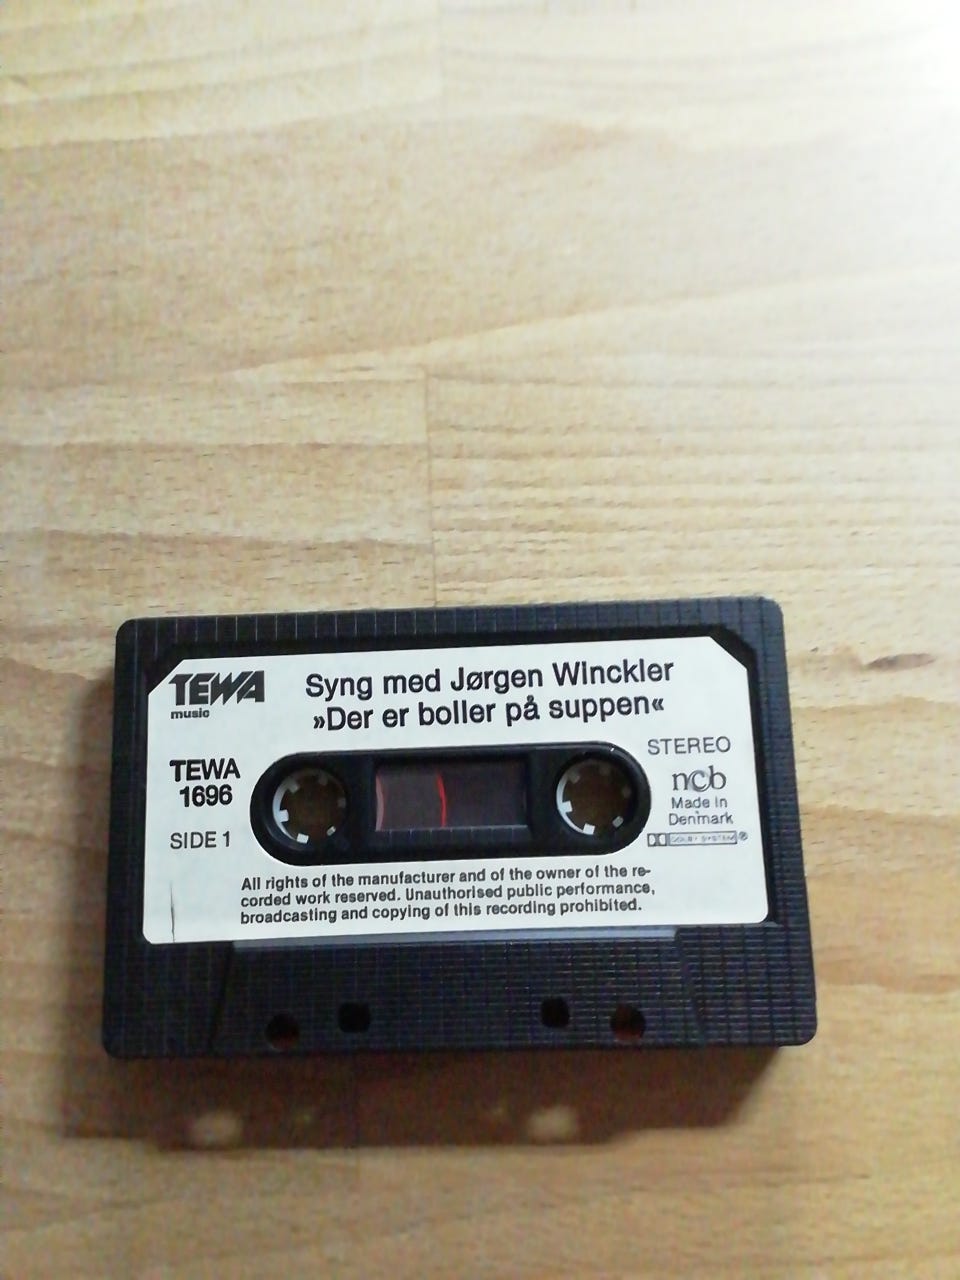 TEWA
music
Syng med Jørgen Winckler
»Der er boller på suppen«
TEWA
1696
SIDE 1
STEREO
ncb
Made in
Denmark
DOLBY SYSTEM®
All rights of the manufacturer and of the owner of the re-
corded work reserved. Unauthorised public performance,
broadcasting and copying of this recording prohibited.